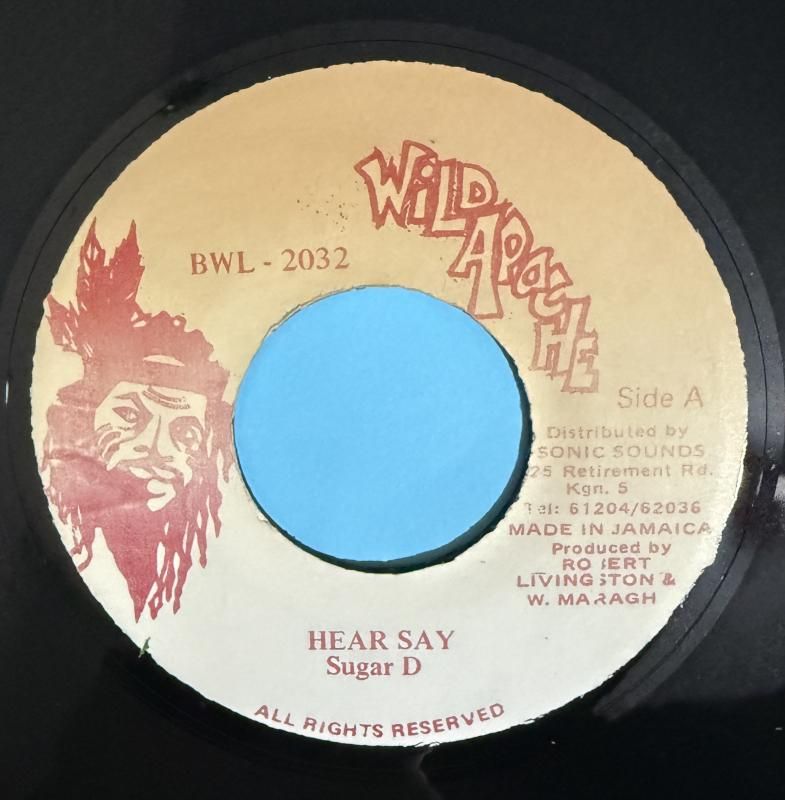 WiLD
APACHE
BWL - 2032
Side A
Distributed by
SONIC SOUNDS
25 Retirement Rd.
Kgn. 5
Tel: 61204/62036
MADE IN JAMAICA
Produced by
ROBERT
LIVINGSTON &
W. MARAGH
HEAR SAY
Sugar D
ALL RIGHTS RESERVED